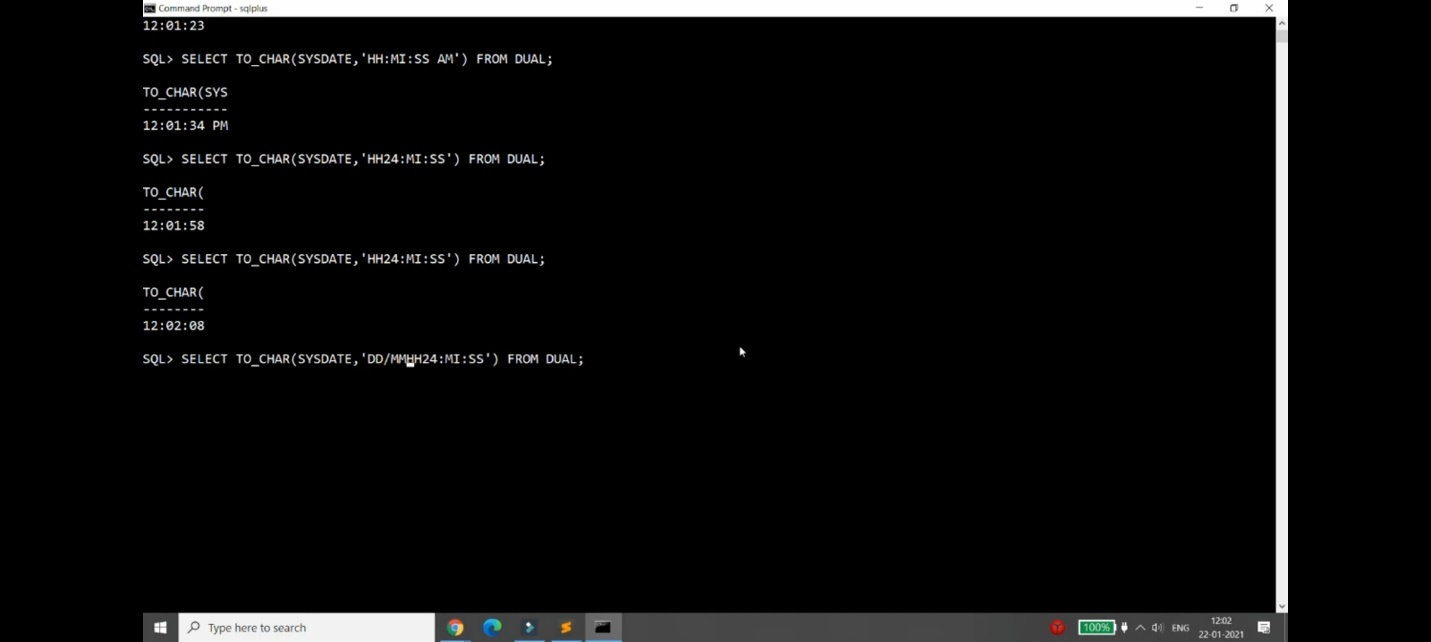 Command Prompt - sqlplus
12:01:23
SQL> SELECT TO_CHAR(SYSDATE,'HH:MI:SS AM') FROM DUAL;
TO_CHAR(SYS
-----------
12:01:34 PM
SQL> SELECT TO_CHAR(SYSDATE,'HH24:MI:SS') FROM DUAL;
TO_CHAR(
--------
12:01:58
SQL> SELECT TO_CHAR(SYSDATE,'HH24:MI:SS') FROM DUAL;
TO_CHAR(
--------
12:02:08
SQL> SELECT TO_CHAR(SYSDATE,'DD/MMHH24:MI:SS') FROM DUAL;
Type here to search
100%
ENG
12:02
22-01-2021